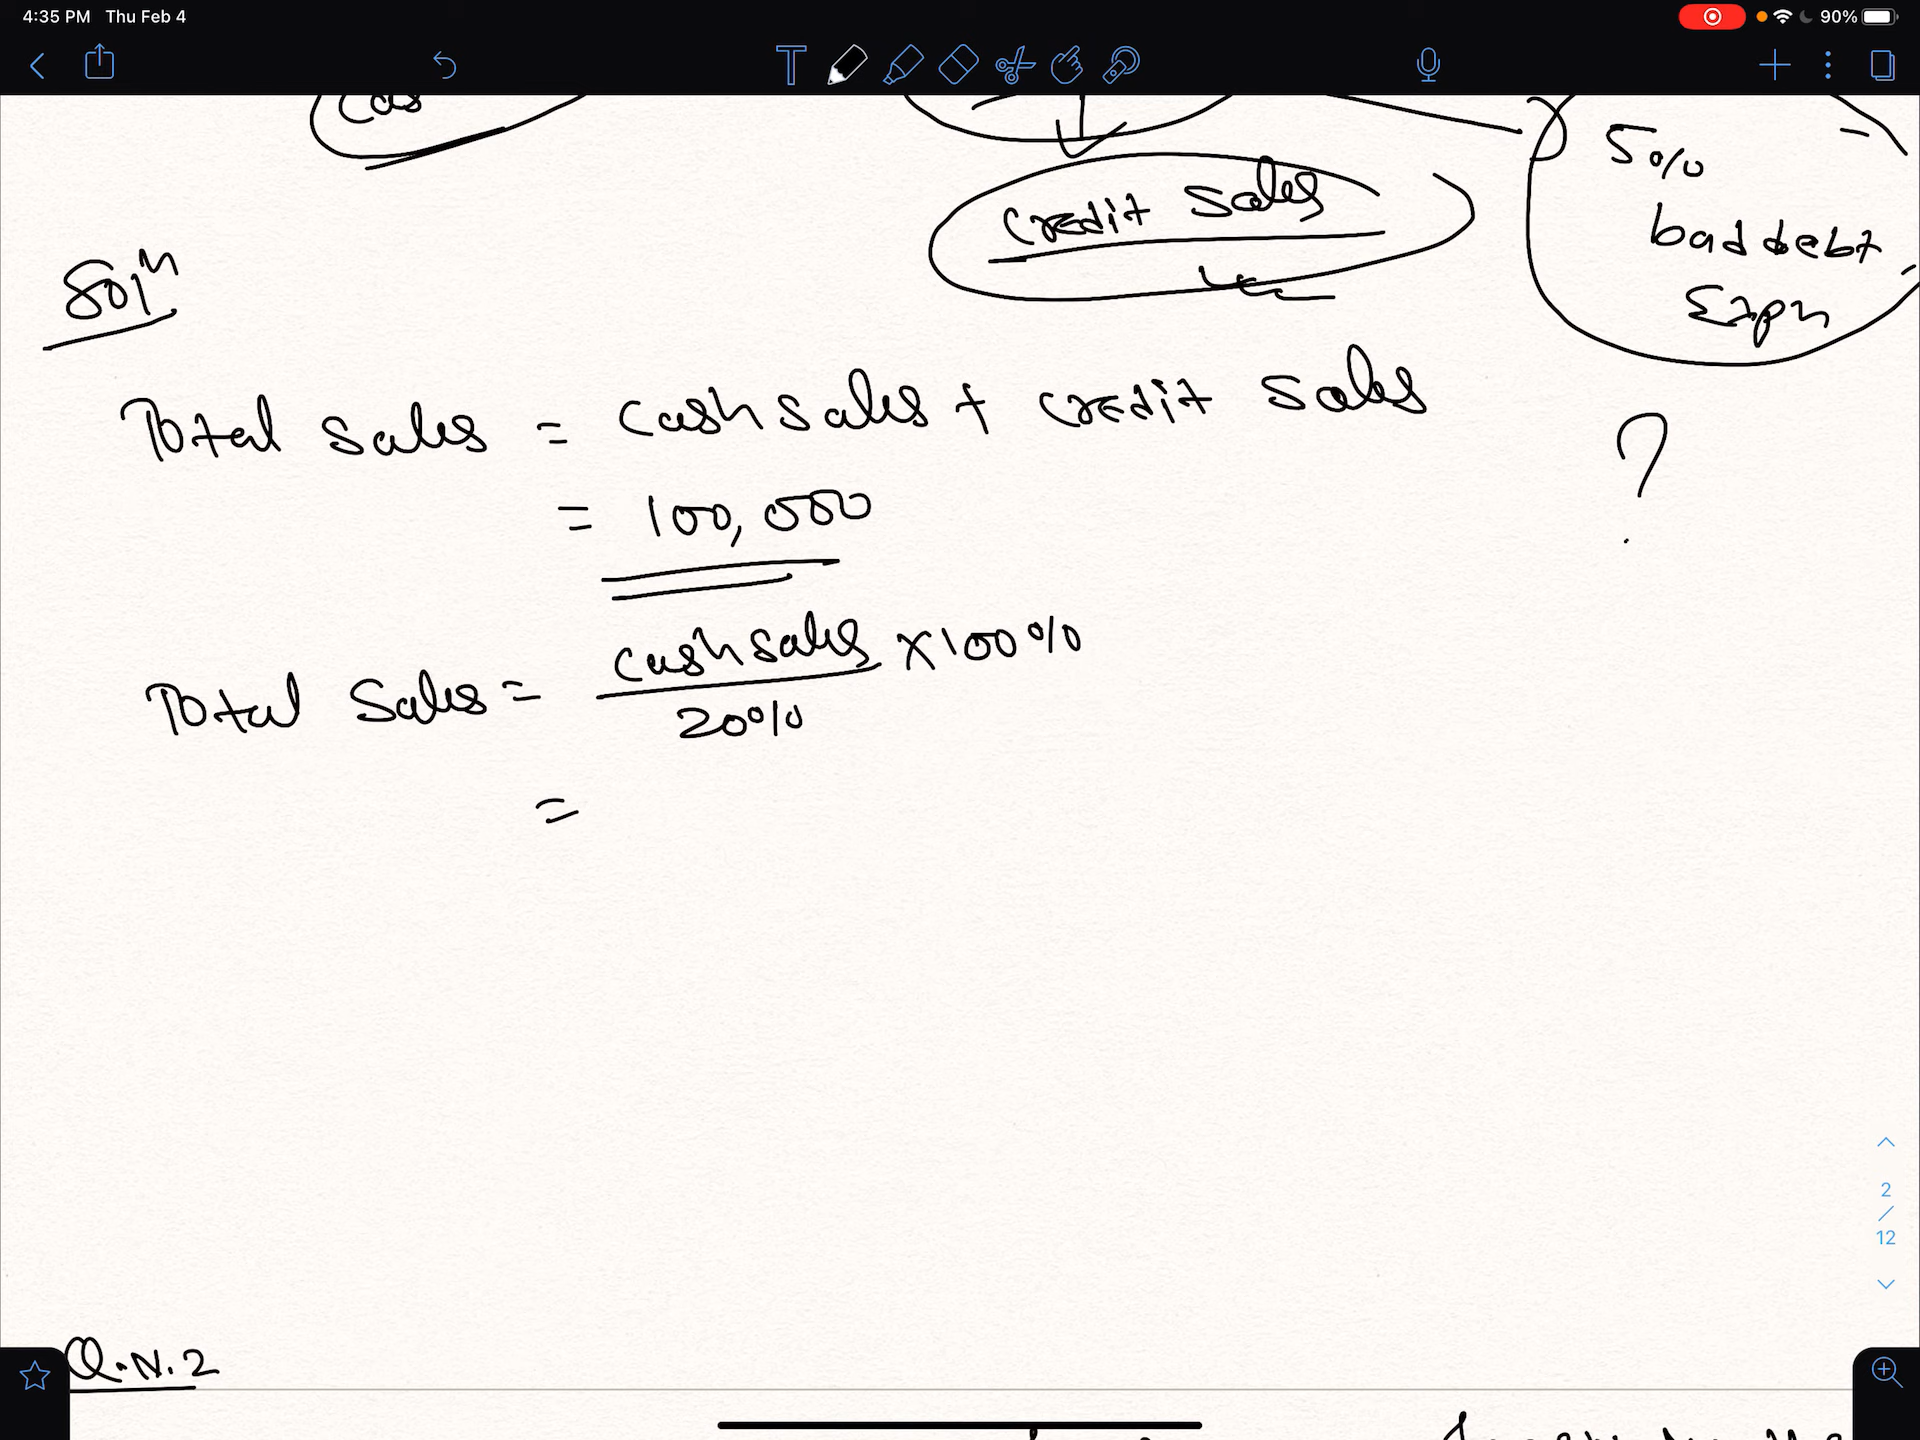 4:35 PM Thu Feb 4
90%
Cas
5%
bad debt
Expn
credit sales
Solⁿ
Total sales = cash sales + credit sales
?
= 100,000
Total Sales = cash sales × 100%
20%
=
2
/
12
Q.N.2